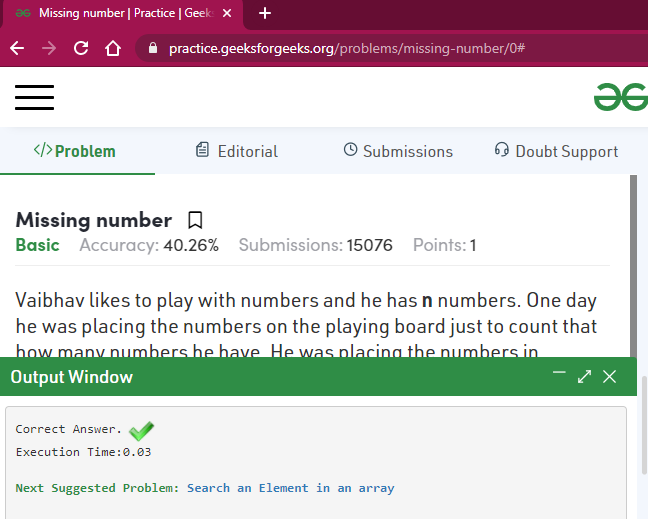 Missing number | Practice | Geek
practice.geeksforgeeks.org/problems/missing-number/0#
</>Problem Editorial Submissions Doubt Support
Missing number
Basic Accuracy: 40.26% Submissions: 15076 Points: 1
Vaibhav likes to play with numbers and he has n numbers. One day
he was placing the numbers on the playing board just to count that
how many numbers he have. He was placing the numbers in
Output Window
Correct Answer.
Execution Time:0.03
Next Suggested Problem: Search an Element in an array